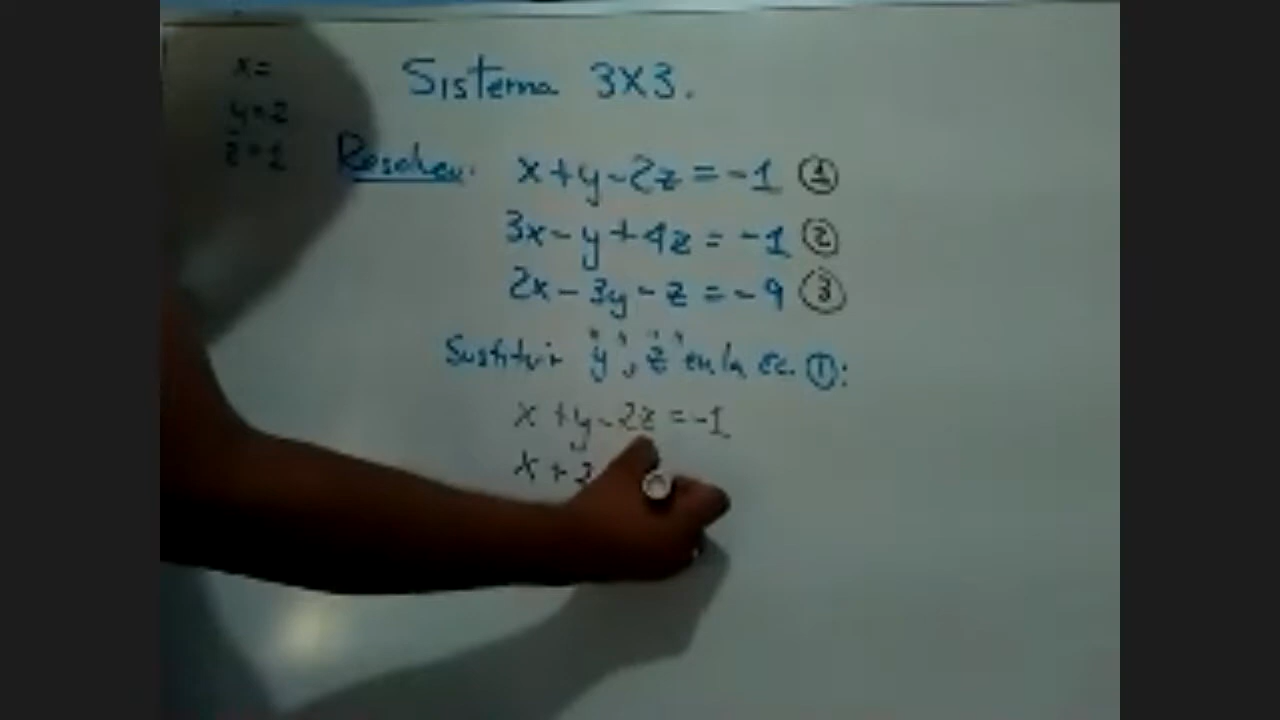 x=
y=2
z=1
Sistema 3x3.
Resolver: x+y-2z=-1 ①
3x-y+4z=-1 ②
2x-3y-z=-9 ③
Sustituir "y", "z" en la ec. ①:
x+y-2z=-1
x+2